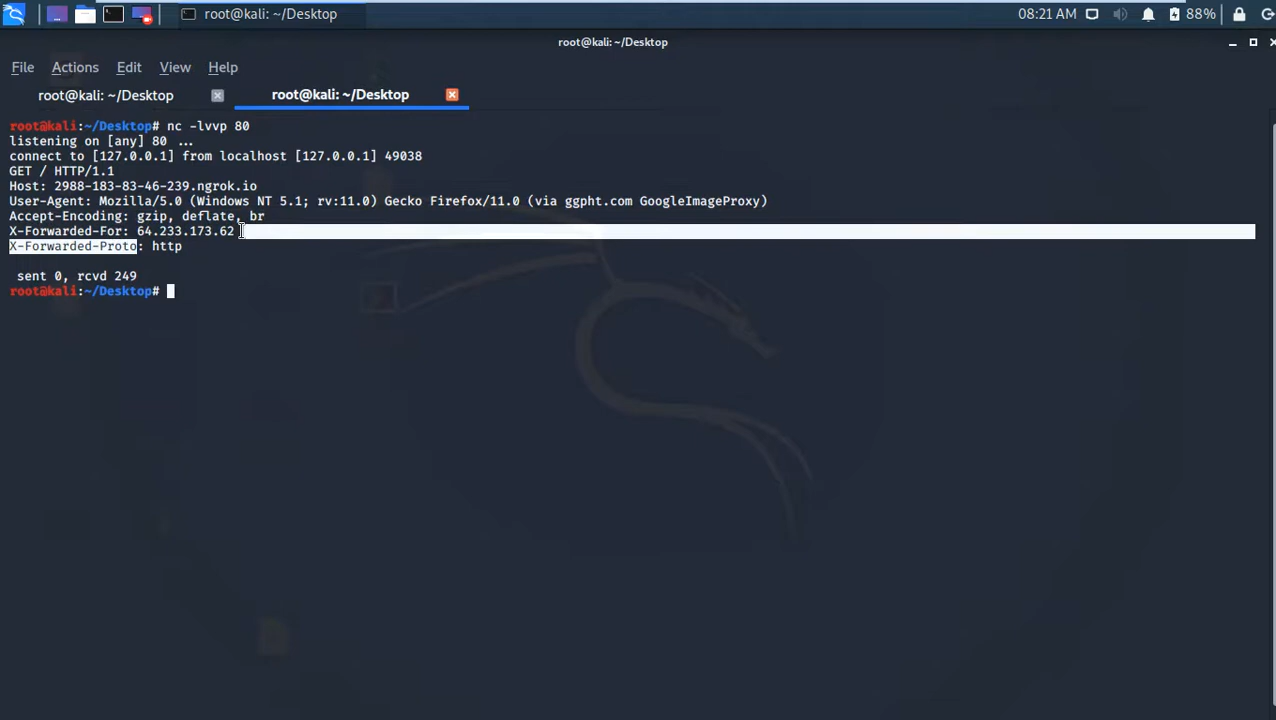 root@kali: ~/Desktop
08:21 AM
88%
root@kali: ~/Desktop
File Actions Edit View Help
root@kali: ~/Desktop
root@kali: ~/Desktop
root@kali:~/Desktop# nc -lvvp 80
listening on [any] 80 ...
connect to [127.0.0.1] from localhost [127.0.0.1] 49038
GET / HTTP/1.1
Host: 2988-183-83-46-239.ngrok.io
User-Agent: Mozilla/5.0 (Windows NT 5.1; rv:11.0) Gecko Firefox/11.0 (via ggpht.com GoogleImageProxy)
Accept-Encoding: gzip, deflate, br
X-Forwarded-For: 64.233.173.62
X-Forwarded-Proto: http
sent 0, rcvd 249
root@kali:~/Desktop#